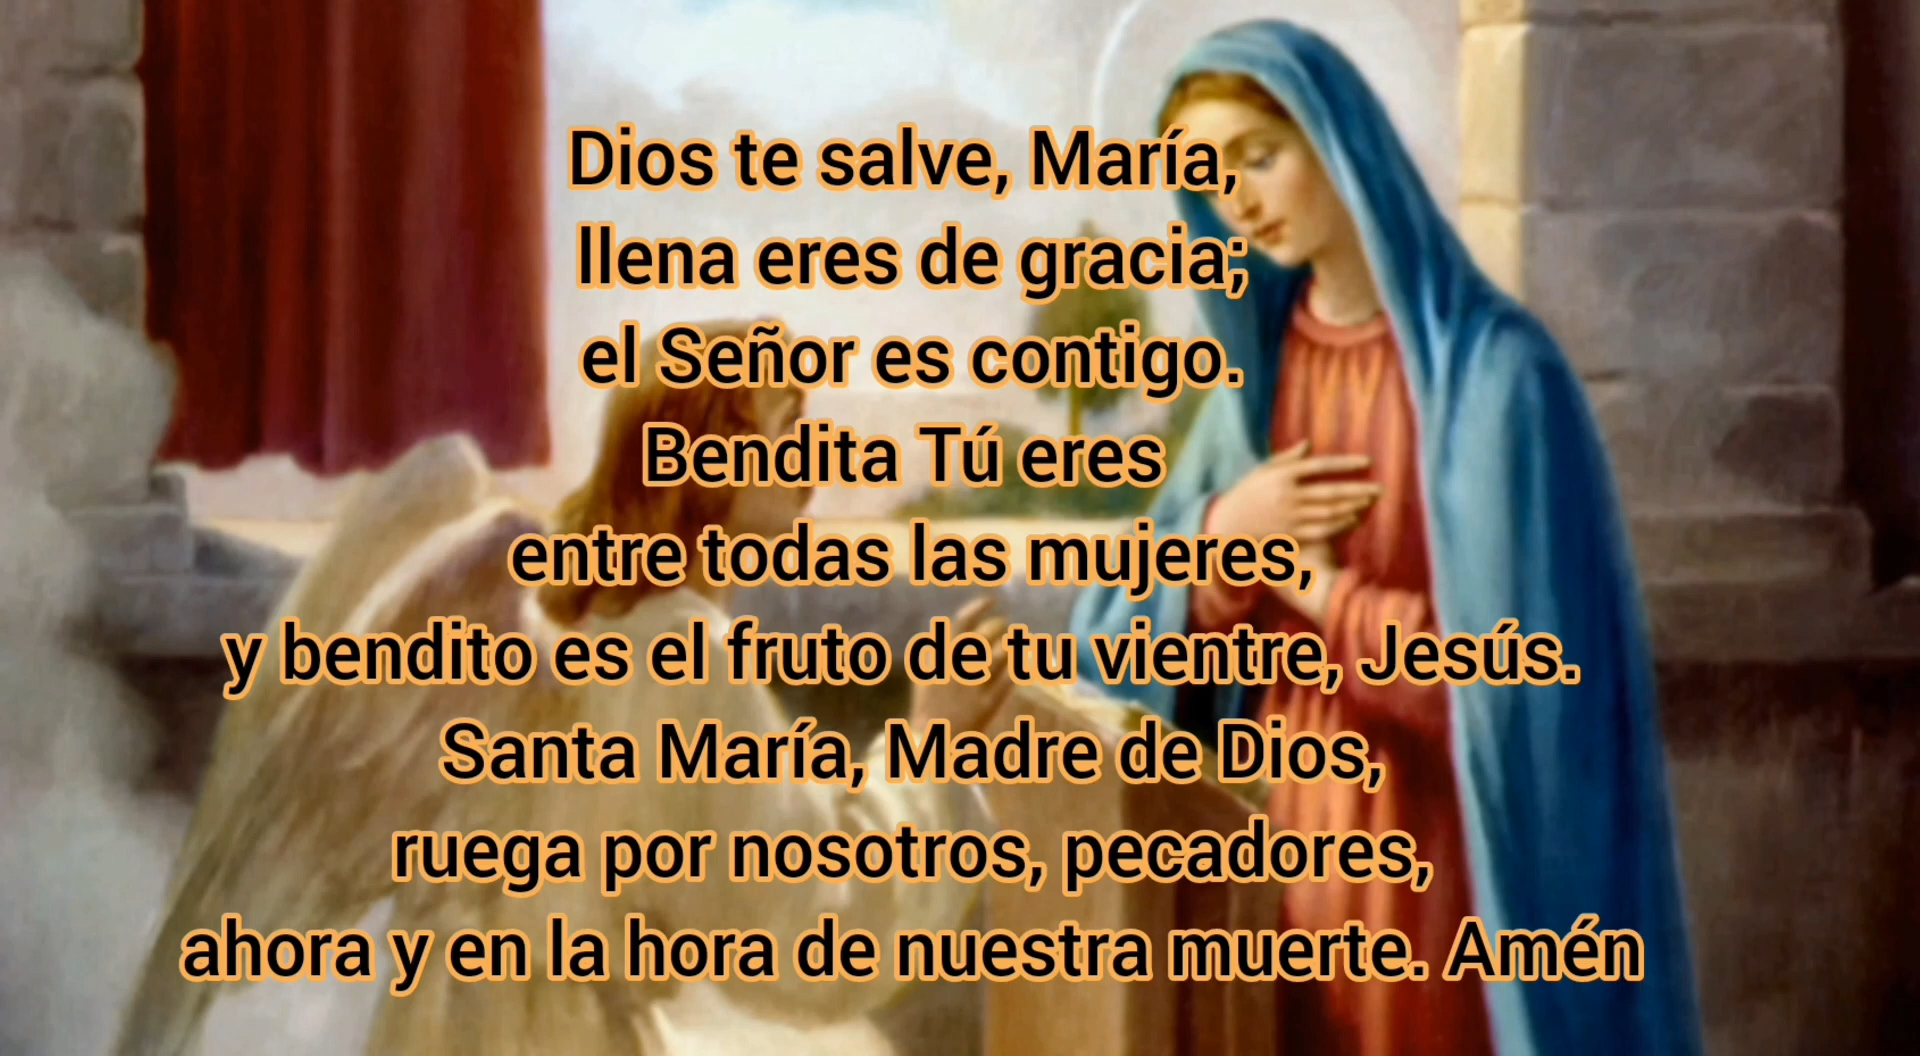 Dios te salve, María,
llena eres de gracia;
el Señor es contigo.
Bendita Tú eres
entre todas las mujeres,
y bendito es el fruto de tu vientre, Jesús.
Santa María, Madre de Dios,
ruega por nosotros, pecadores,
ahora y en la hora de nuestra muerte. Amén